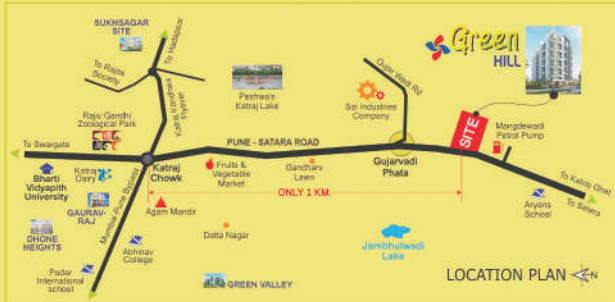 SUKHSAGAR
SITE
To Hadapsar
To Rajas
Society
Katraj Kondhara
Flyover
Rajiv Gandhi
Zoological Park
Peshwa's
Katraj Lake
Gujar Wadi Rd
Sai Industries
Company
Green
HILL
SITE
Mangdewadi
Petrol Pump
To Swargate
PUNE - SATARA ROAD
Bharti
Vidyapith
University
Katraj
Dairy
Katraj
Chowk
Fruits &
Vegetable
Market
Gandharv
Lawn
Gujarvadi
Phata
To Katraj Ghat
To Satara
ONLY 1 KM.
GAURAV-
RAJ
Mumbai-Pune Bypass
Agam Mandir
Aryans
School
DHONE
HEIGHTS
Datta Nagar
Abhinav
College
Jambhulwadi
Lake
Podar
International
school
GREEN VALLEY
LOCATION PLAN
N